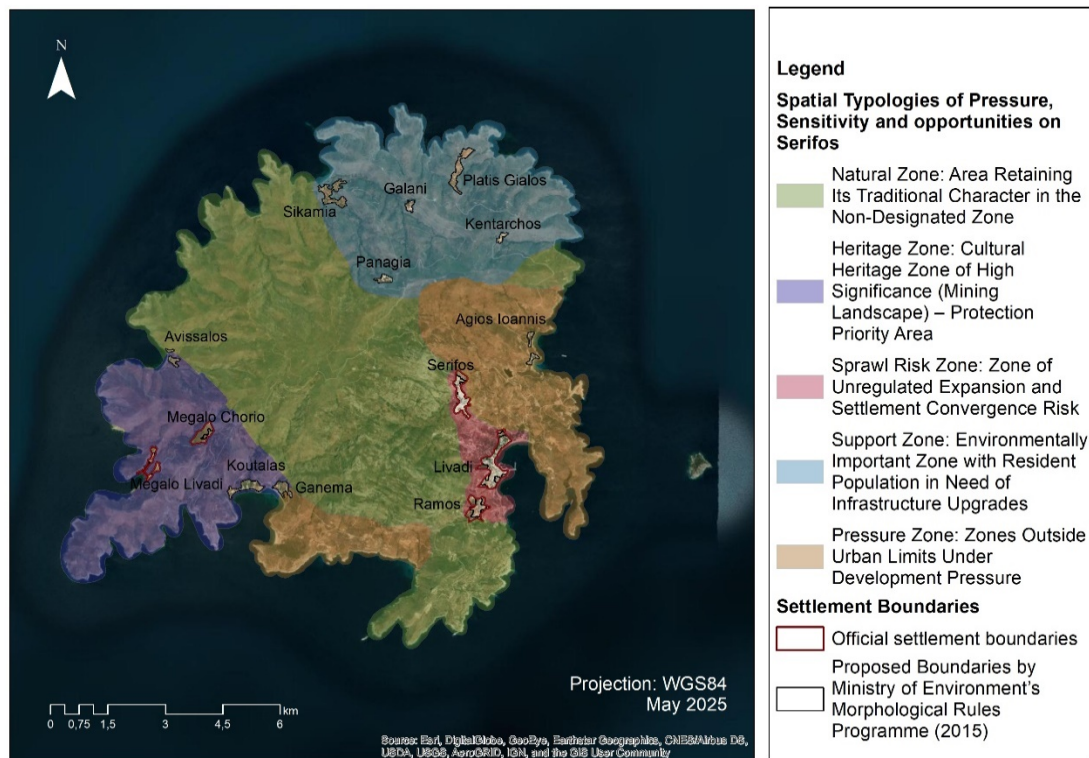 N
Platis Gialos
Galani
Sikamia
Kentarchos
Panagia
Agios Ioannis
Avissalos
Serifos
Megalo Chorio
Koutalas
Livadi
Megalo Livadi
Ganema
Ramos
Projection: WGS84
May 2025
km
0 0,75 1,5 3 4,5 6
Source: Esri, DigitalGlobe, GeoEye, Earthstar Geographics, CNES/Airbus DS,
USDA, USGS, AeroGRID, IGN, and the GIS User Community
Legend
Spatial Typologies of Pressure,
Sensitivity and opportunities on
Serifos
Natural Zone: Area Retaining
Its Traditional Character in the
Non-Designated Zone
Heritage Zone: Cultural
Heritage Zone of High
Significance (Mining
Landscape) – Protection
Priority Area
Sprawl Risk Zone: Zone of
Unregulated Expansion and
Settlement Convergence Risk
Support Zone: Environmentally
Important Zone with Resident
Population in Need of
Infrastructure Upgrades
Pressure Zone: Zones Outside
Urban Limits Under
Development Pressure
Settlement Boundaries
Official settlement boundaries
Proposed Boundaries by
Ministry of Environment's
Morphological Rules
Programme (2015)